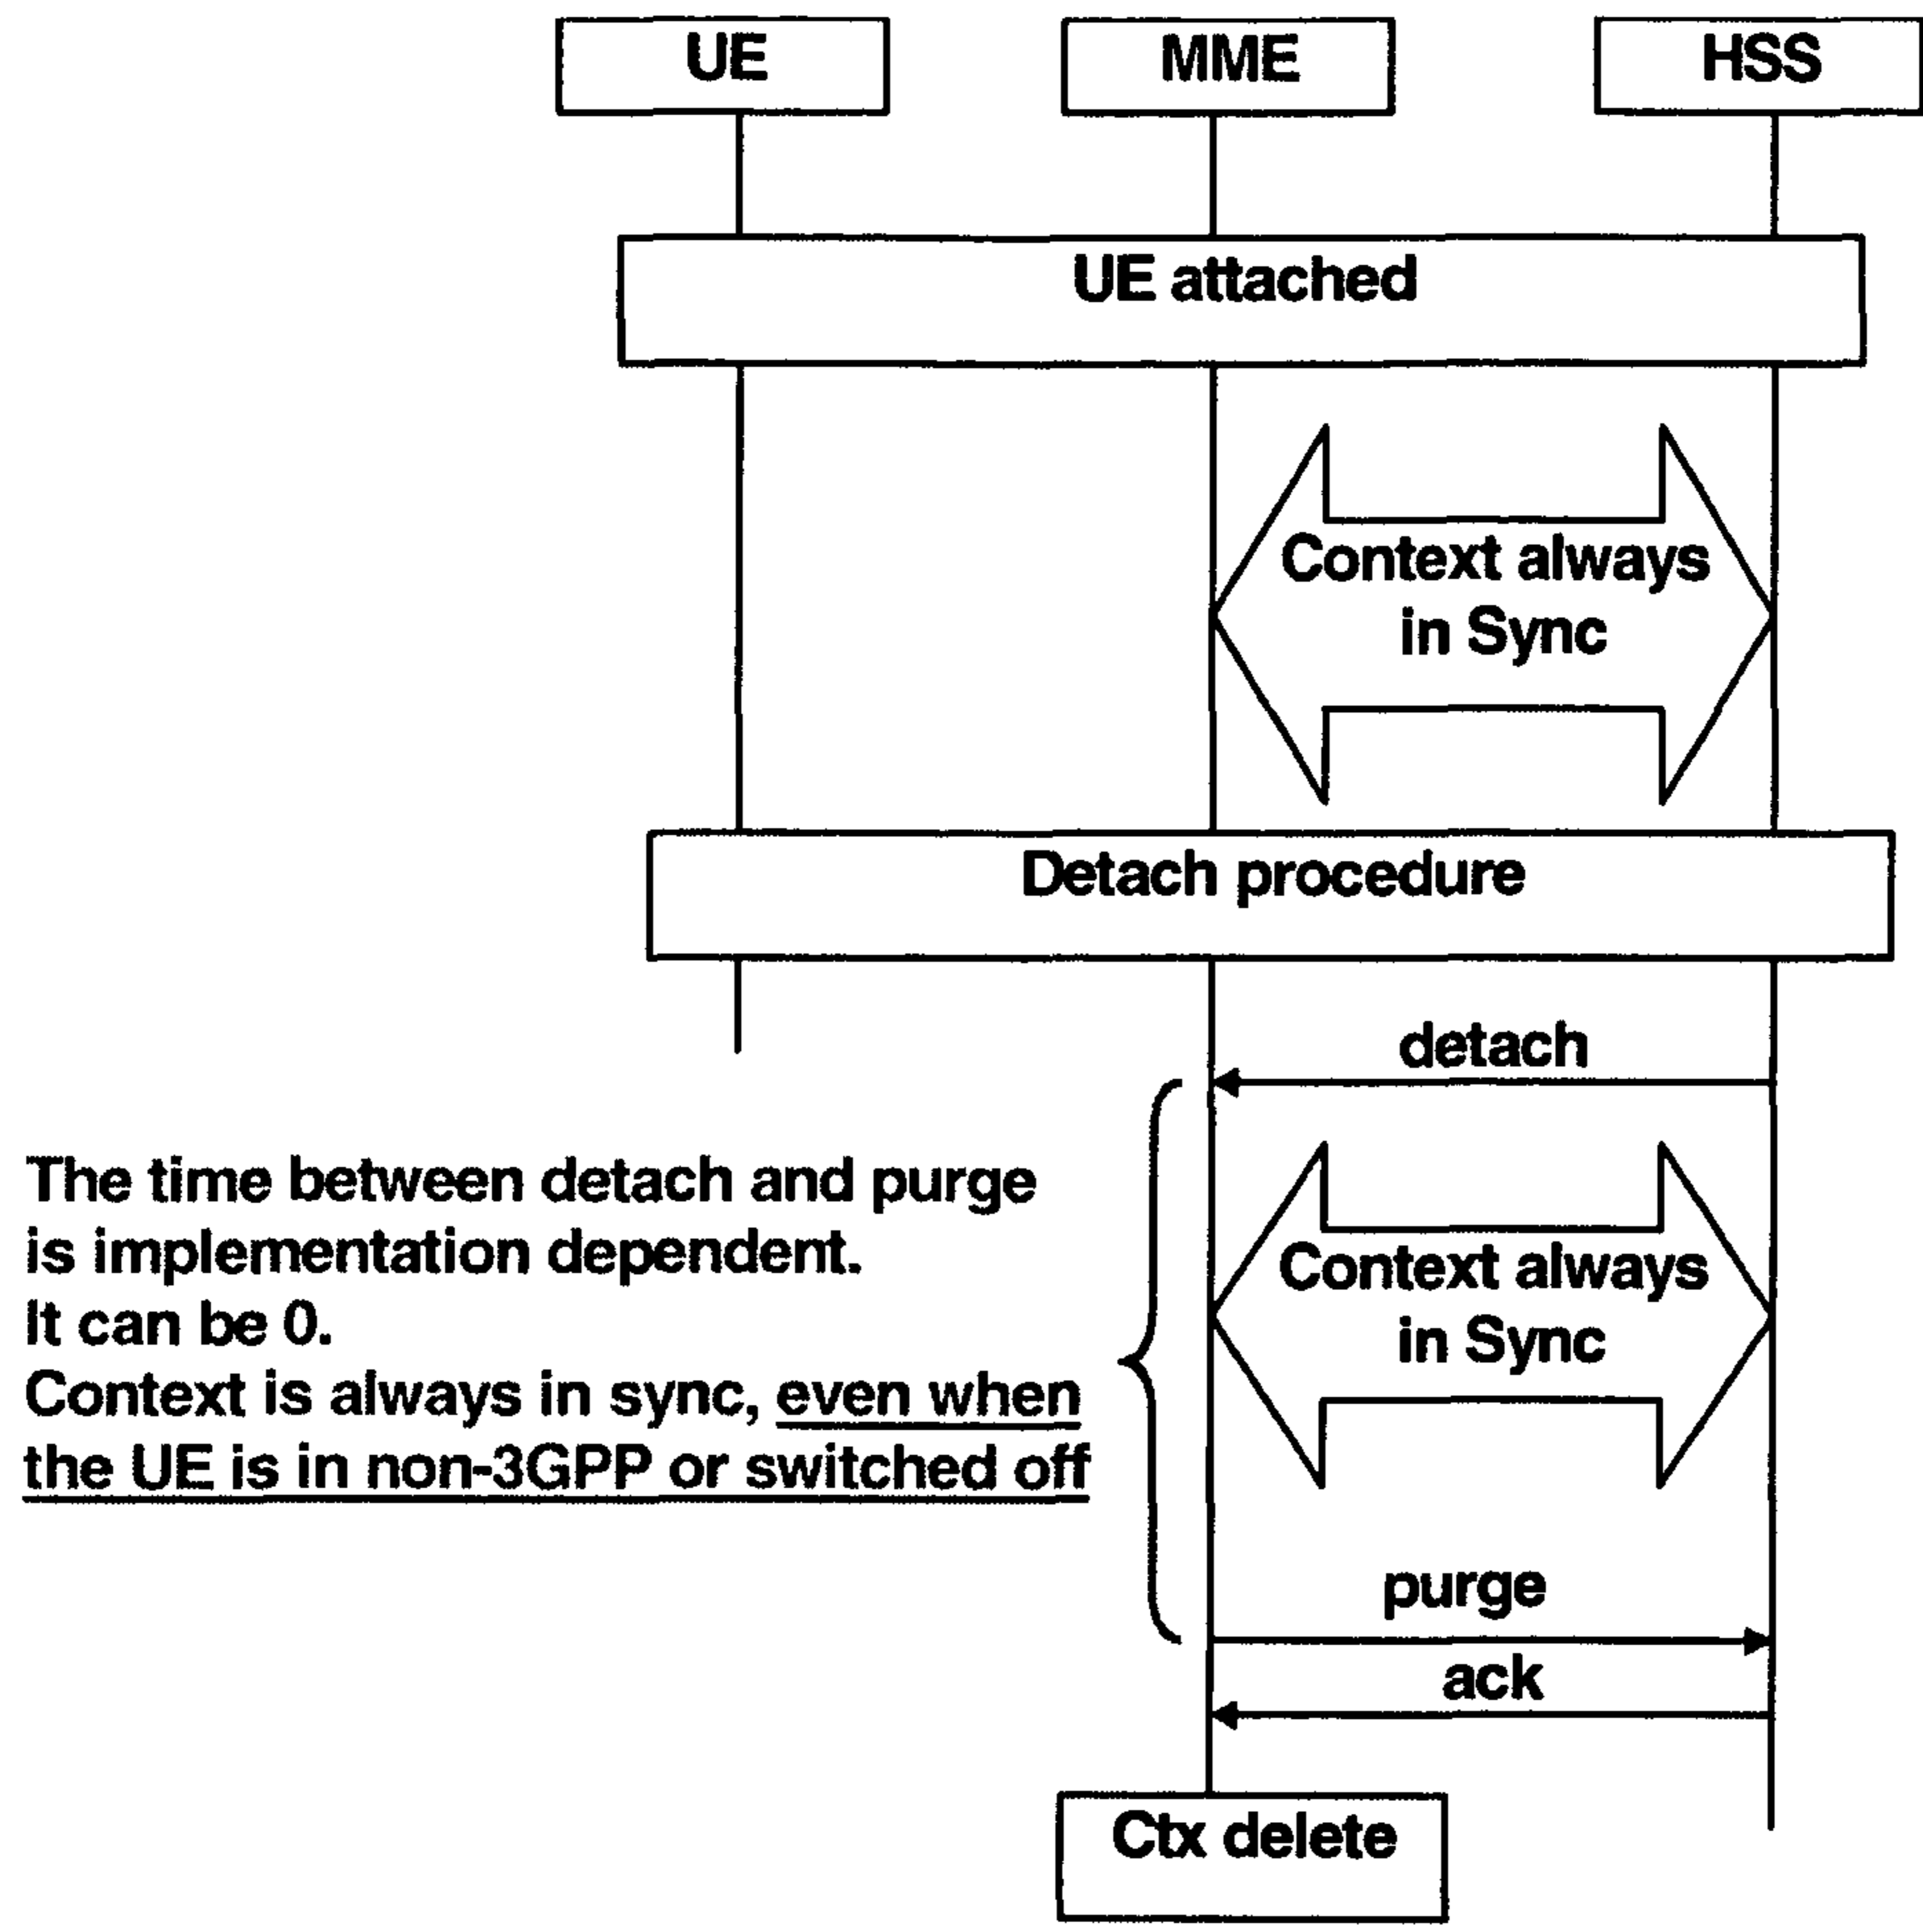 UE
MME
HSS
UE attached
Context always
in Sync
Detach procedure
detach
The time between detach and purge
is implementation dependent.
It can be 0.
Context is always in sync, even when
the UE is in non-3GPP or switched off
Context always
in Sync
purge
ack
Ctx delete